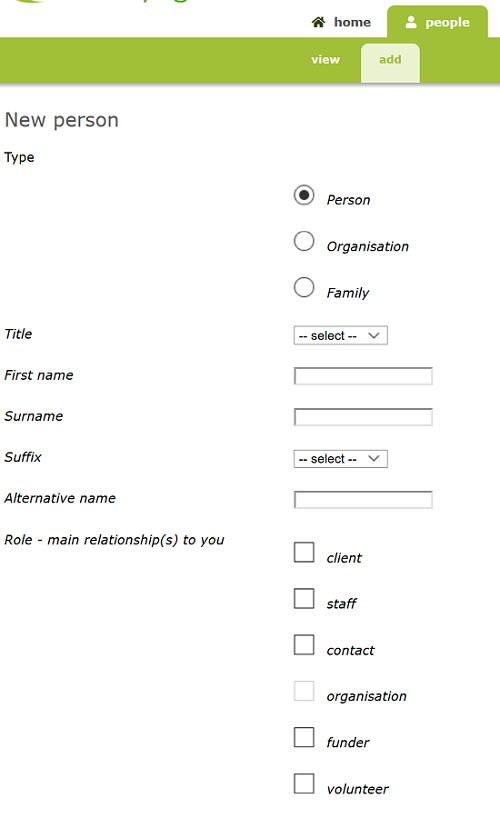 home
people
view
add
New person
Type
Person
Organisation
Family
Title
-- select --
First name
Surname
Suffix
-- select --
Alternative name
Role - main relationship(s) to you
client
staff
contact
organisation
funder
volunteer